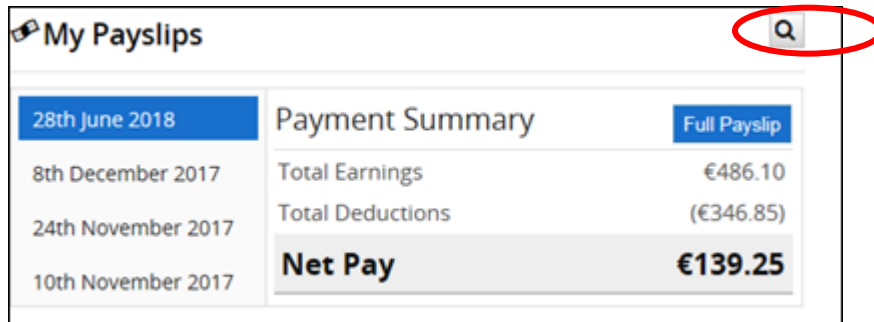 My Payslips
28th June 2018
8th December 2017
24th November 2017
10th November 2017
Payment Summary Full Payslip
Total Earnings €486.10
Total Deductions (€346.85)
Net Pay €139.25